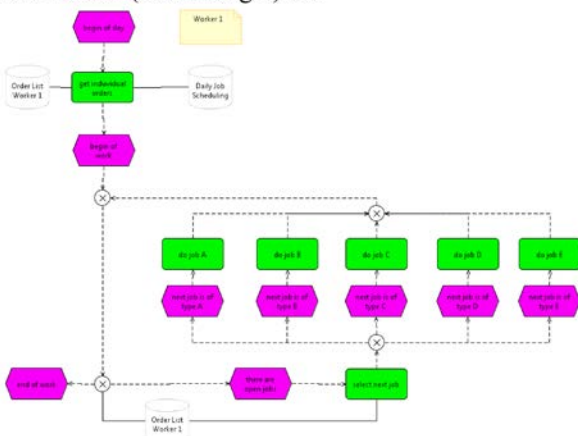 begin of day
Worker 1
Order List
Worker 1
get individual
orders
Daily Job
Scheduling
begin of
work
do job A
do job B
do job C
do job D
do job E
next job is of
type A
next job is of
type B
next job is of
type C
next job is of
type D
next job is of
type E
end of work
there are
open jobs
select next job
Order List
Worker 1